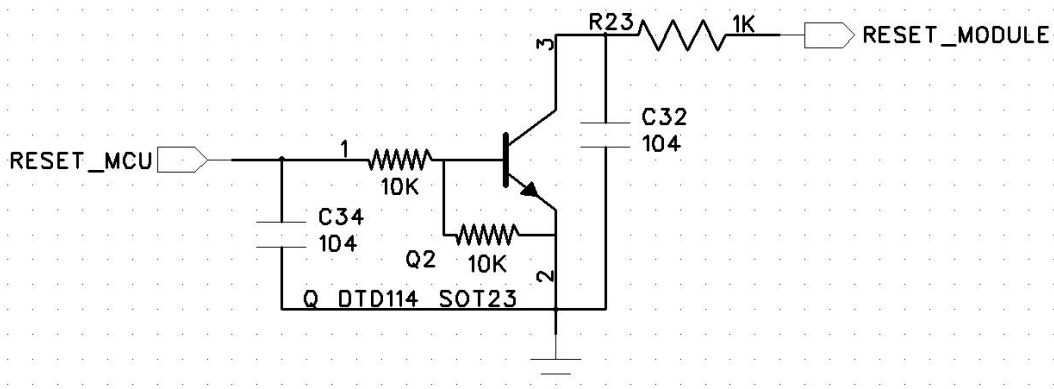 R23 1K RESET_MODULE
3
C32
104
RESET_MCU 1
10K
C34
104
Q2 10K
2
Q DTD114 SOT23